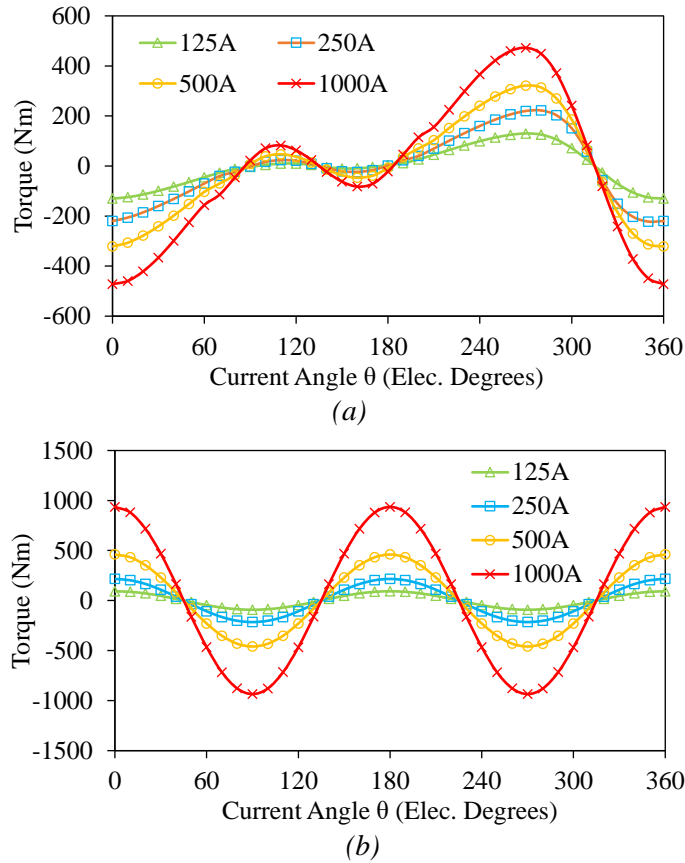 600
400
200
0
-200
-400
-600
Torque (Nm)
125A 250A
500A 1000A
0 60 120 180 240 300 360
Current Angle θ (Elec. Degrees)
(a)
1500
1000
500
0
-500
-1000
-1500
Torque (Nm)
125A
250A
500A
1000A
0 60 120 180 240 300 360
Current Angle θ (Elec. Degrees)
(b)